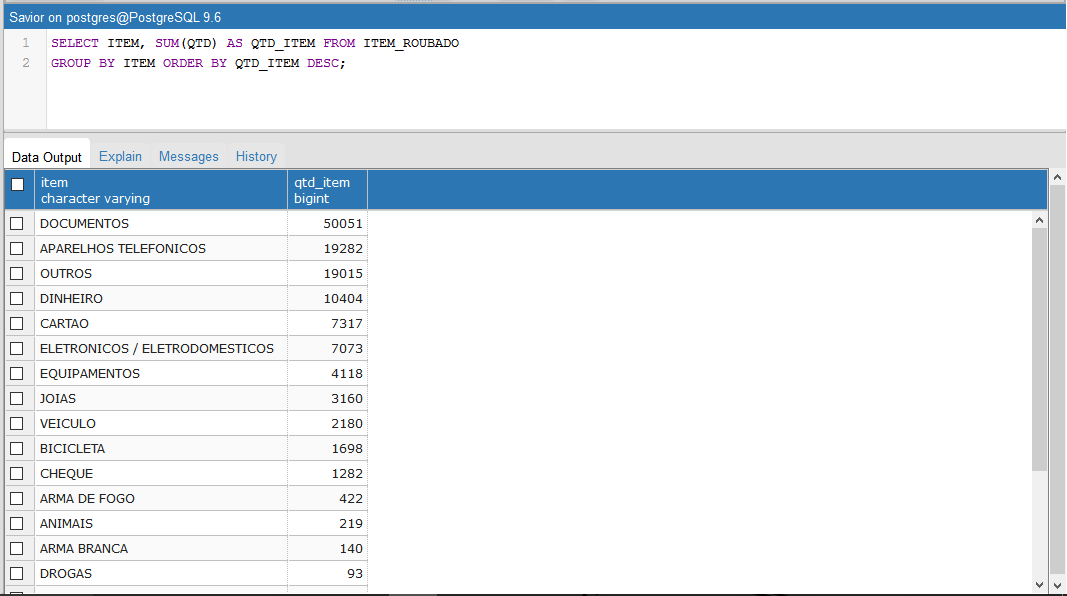 Savior on postgres@PostgreSQL 9.6
1 SELECT ITEM, SUM(QTD) AS QTD_ITEM FROM ITEM_ROUBADO
2 GROUP BY ITEM ORDER BY QTD_ITEM DESC;
Data Output Explain Messages History
item qtd_item
character varying bigint
DOCUMENTOS 50051
APARELHOS TELEFONICOS 19282
OUTROS 19015
DINHEIRO 10404
CARTAO 7317
ELETRONICOS / ELETRODOMESTICOS 7073
EQUIPAMENTOS 4118
JOIAS 3160
VEICULO 2180
BICICLETA 1698
CHEQUE 1282
ARMA DE FOGO 422
ANIMAIS 219
ARMA BRANCA 140
DROGAS 93